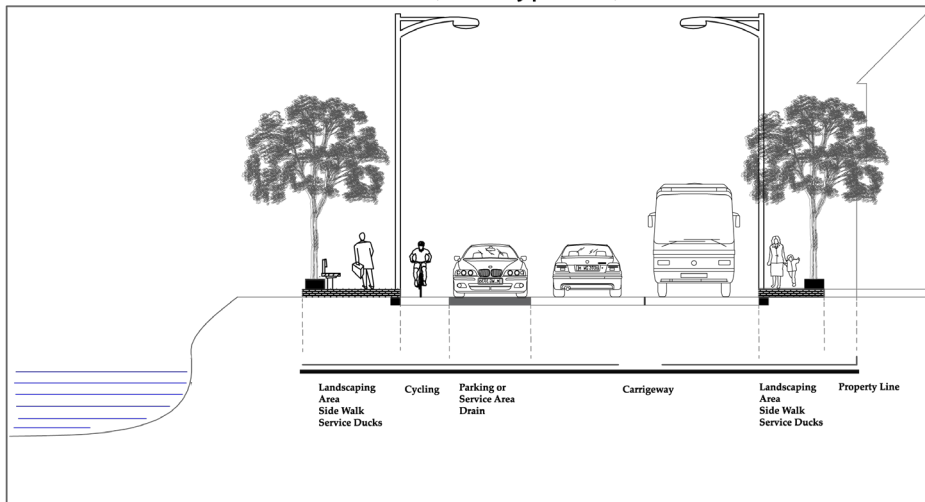 Landscaping
Area
Side Walk
Service Ducks
Cycling
Parking or
Service Area
Drain
Carrigeway
Landscaping
Area
Side Walk
Service Ducks
Property Line